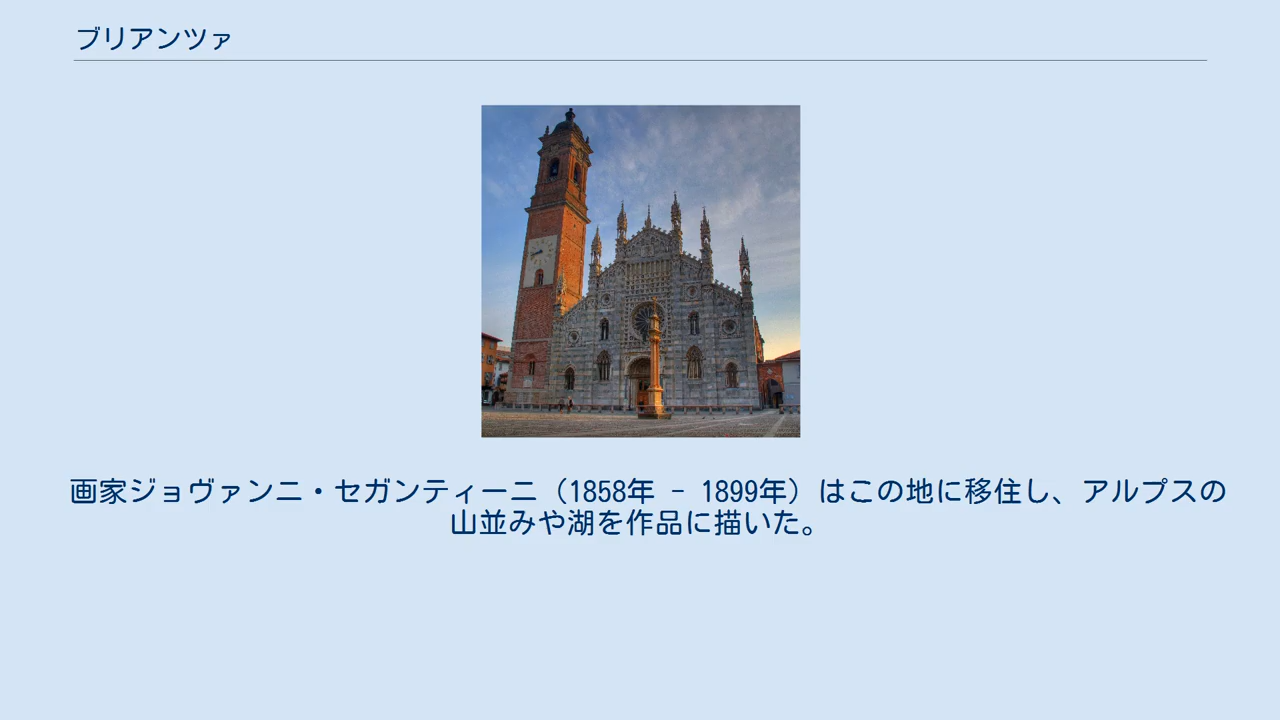 ブリアンツァ
画家ジョヴァンニ・セガンティーニ（1858年 - 1899年）はこの地に移住し、アルプスの
山並みや湖を作品に描いた。